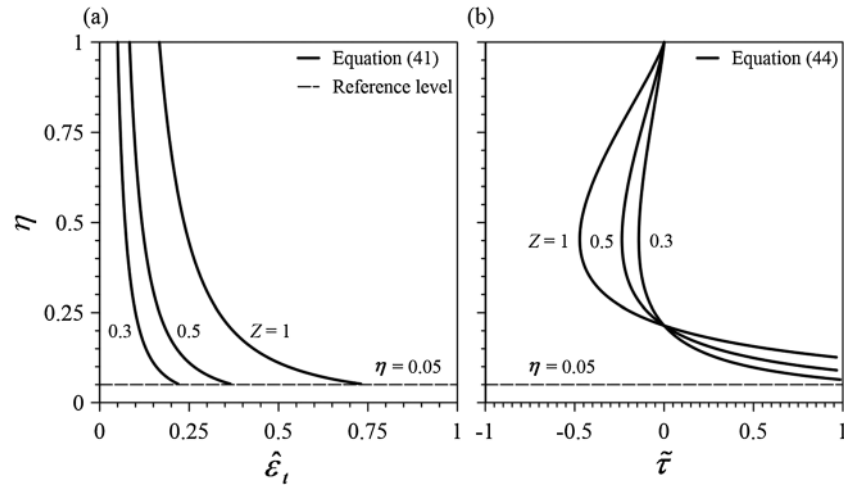 (a)
(b)
1
Equation (41)
Reference level
Equation (44)
0.75
η
0.5
Z = 1
0.5
0.3
0.25
0.3
0.5
Z = 1
η = 0.05
η = 0.05
0
0
0.25
0.5
0.75
1
-1
-0.5
0
0.5
1
ε̂ₜ
τ̃